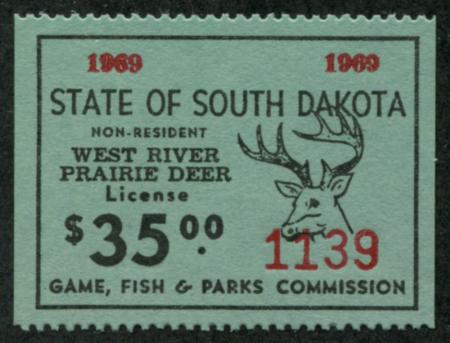 1969 1969
STATE OF SOUTH DAKOTA
NON-RESIDENT
WEST RIVER
PRAIRIE DEER
License
$35.00
1139
GAME, FISH & PARKS COMMISSION